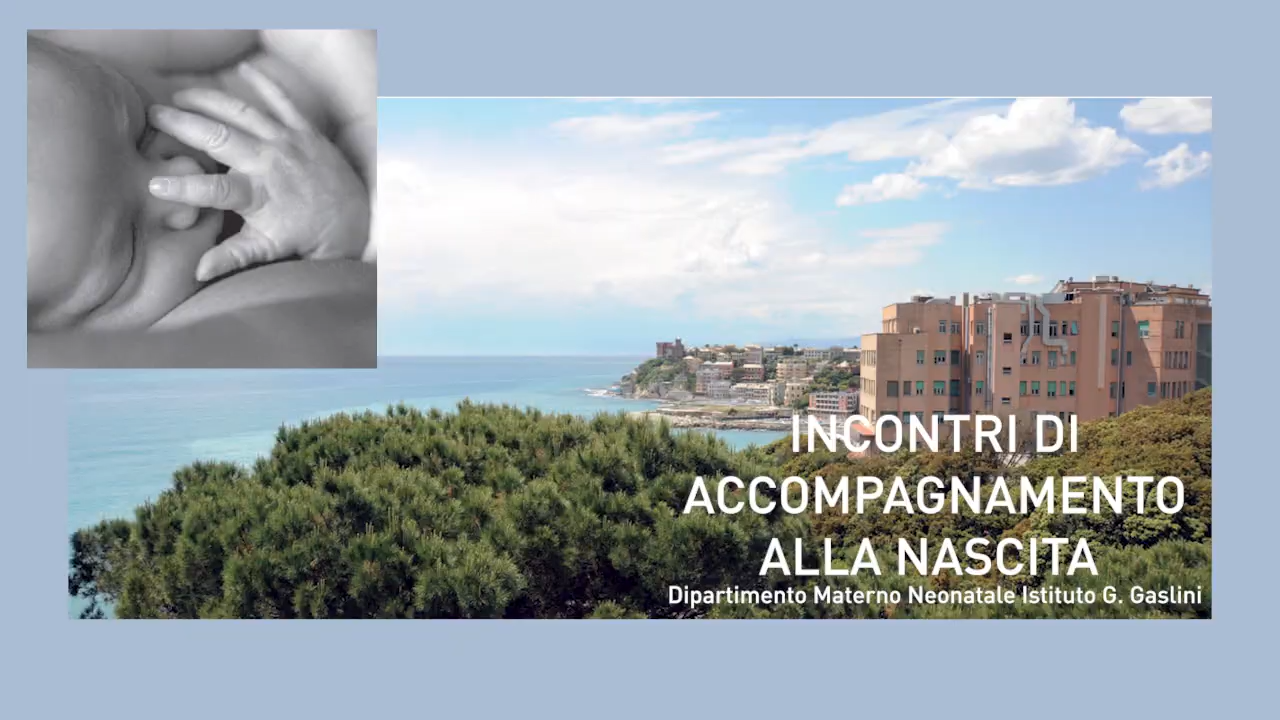 INCONTRI DI
ACCOMPAGNAMENTO
ALLA NASCITA
Dipartimento Materno Neonatale Istituto G. Gaslini